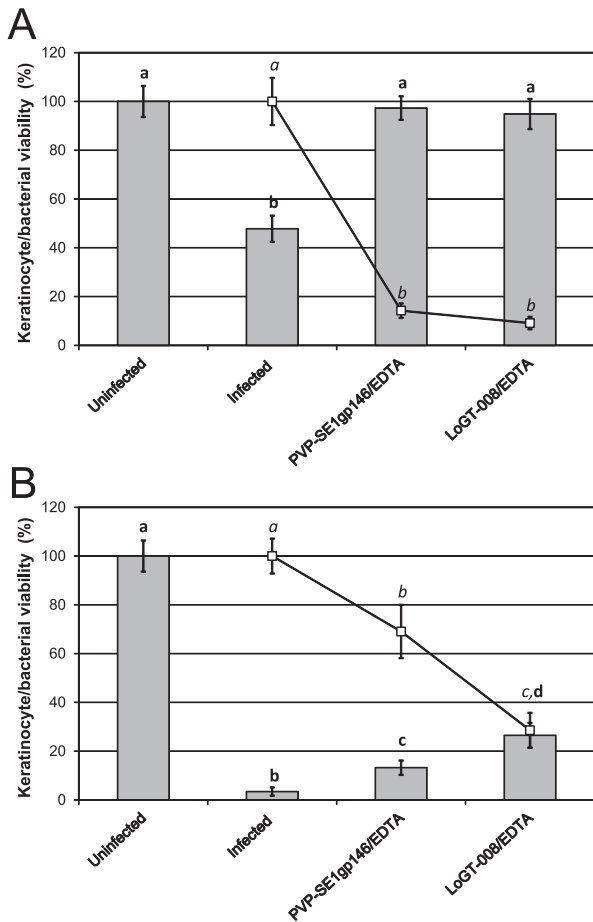 A
Keratinocyte/bacterial viability (%)
120
100
80
60
40
20
0
a
a
b
a
b
a
b
Uninfected
Infected
PVP-SE1gp146/EDTA
LoGT-008/EDTA
B
Keratinocyte/bacterial viability (%)
120
100
80
60
40
20
0
a
a
b
b
c
c,d
Uninfected
Infected
PVP-SE1gp146/EDTA
LoGT-008/EDTA